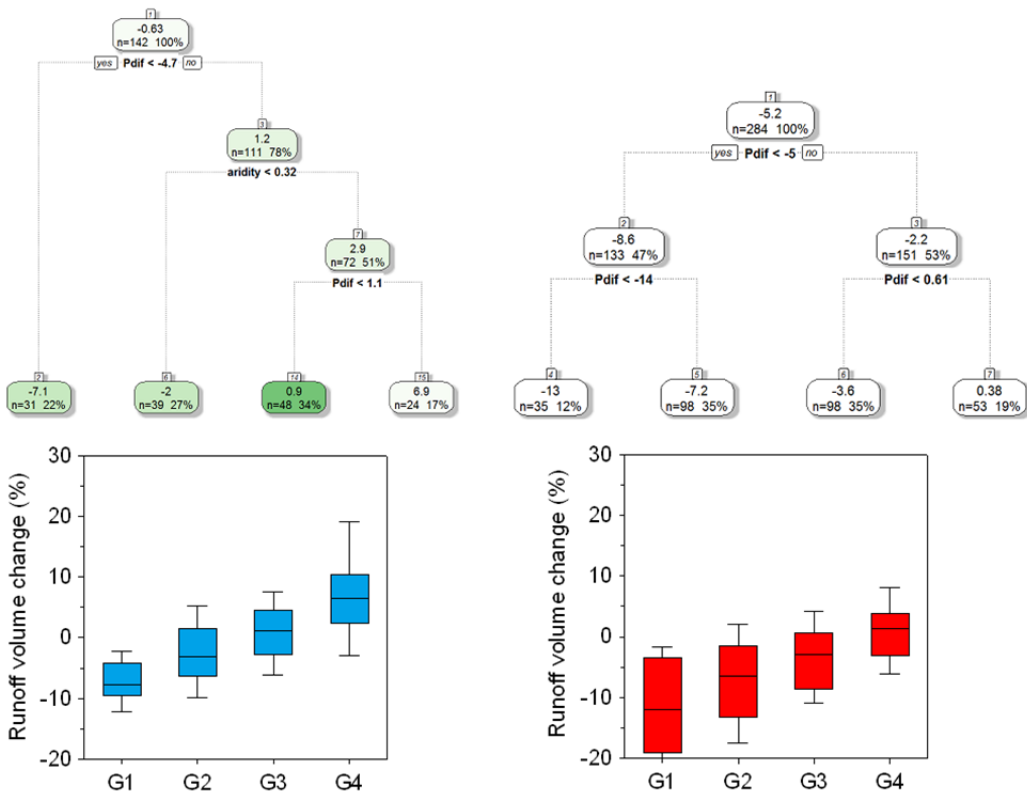 1
-0.63
n=142 100%
yes Pdif < -4.7 no
3
1.2
n=111 78%
aridity < 0.32
7
2.9
n=72 51%
Pdif < 1.1
2
-7.1
n=31 22%
6
-2
n=39 27%
14
0.9
n=48 34%
15
6.9
n=24 17%
1
-5.2
n=284 100%
yes Pdif < -5 no
2
-8.6
n=133 47%
Pdif < -14
3
-2.2
n=151 53%
Pdif < 0.61
4
-13
n=35 12%
5
-7.2
n=98 35%
6
-3.6
n=98 35%
7
0.38
n=53 19%
Runoff volume change (%)
30
20
10
0
-10
-20
G1 G2 G3 G4
Runoff volume change (%)
30
20
10
0
-10
-20
G1 G2 G3 G4